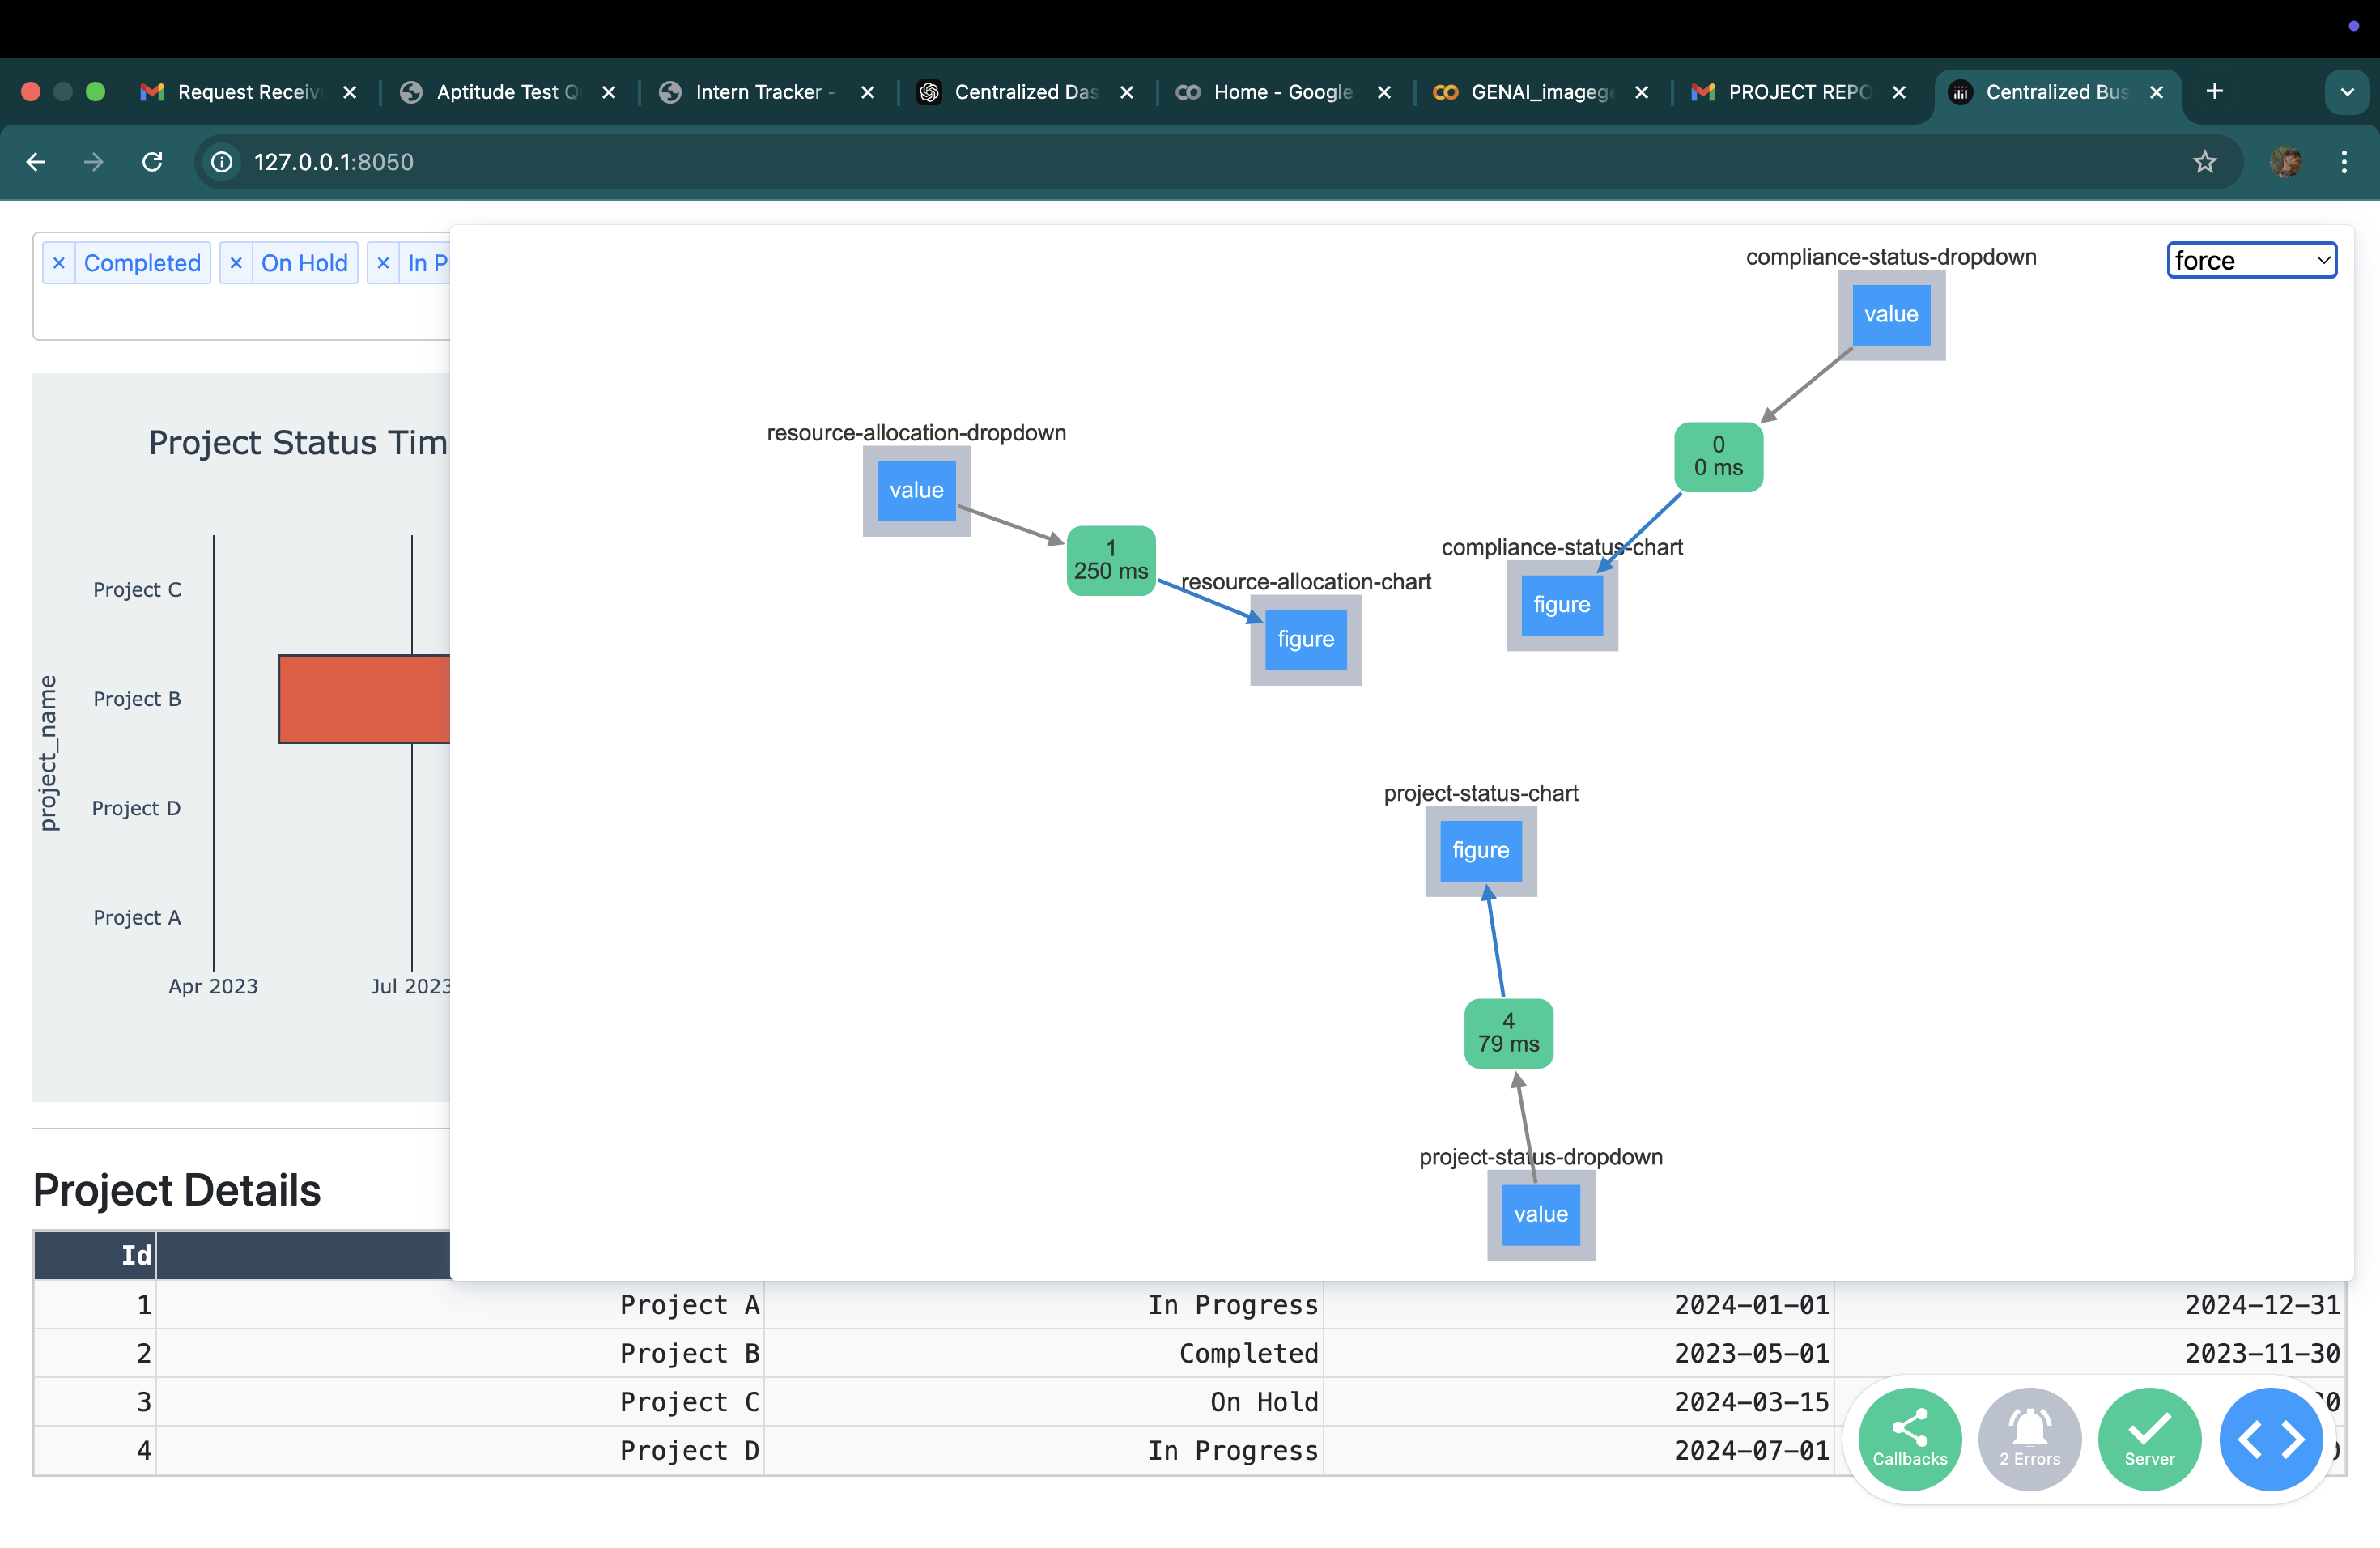 Request Receiv
Aptitude Test Q
Intern Tracker -
Centralized Das
Home - Google
GENAI_imagege
PROJECT REPO
Centralized Bus
127.0.0.1:8050
× Completed × On Hold × In P
force
compliance-status-dropdown
value
0
0 ms
compliance-status-chart
figure
resource-allocation-dropdown
value
1
250 ms
resource-allocation-chart
figure
project-status-chart
figure
4
79 ms
project-status-dropdown
value
Project Status Tim
project_name
Project C
Project B
Project D
Project A
Apr 2023 Jul 2023
Project Details
Id
1 Project A In Progress 2024-01-01 2024-12-31
2 Project B Completed 2023-05-01 2023-11-30
3 Project C On Hold 2024-03-15
4 Project D In Progress 2024-07-01
Callbacks
2 Errors
Server